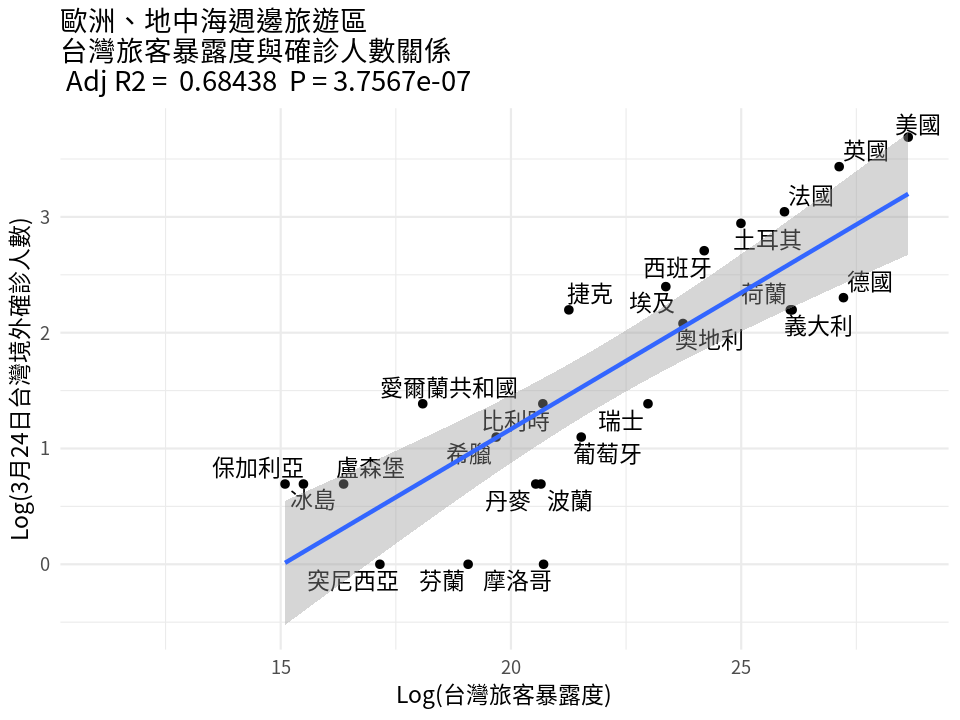 歐洲、地中海週邊旅遊區
台灣旅客暴露度與確診人數關係
Adj R2 = 0.68438 P = 3.7567e-07
美國
英國
法國
土耳其
西班牙
德國
捷克
埃及
荷蘭
義大利
奧地利
愛爾蘭共和國
比利時
瑞士
希臘
葡萄牙
保加利亞
盧森堡
冰島
丹麥
波蘭
突尼西亞
芬蘭
摩洛哥
3
2
1
0
15
20
25
Log(3月24日台灣境外確診人數)
Log(台灣旅客暴露度)